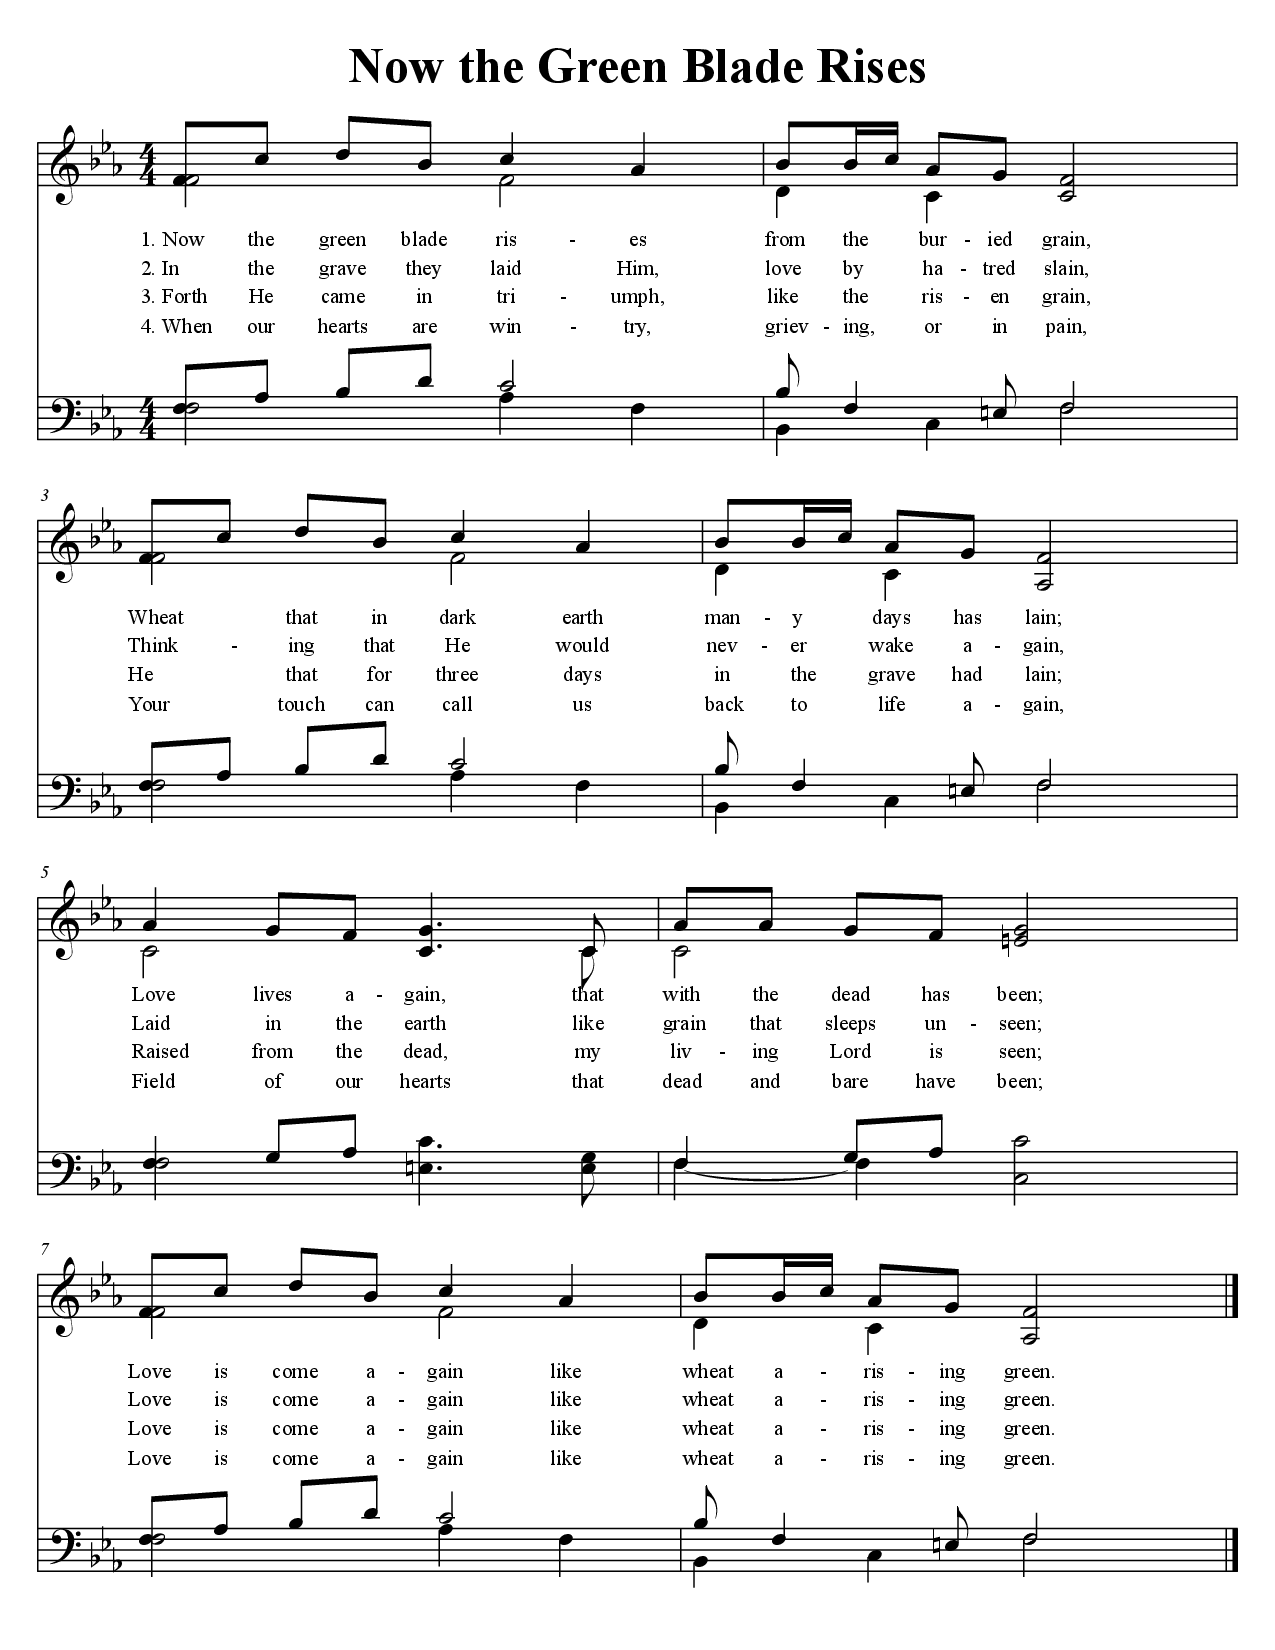 Now the Green Blade Rises
1. Now the green blade ris - es from the bur - ied grain,
2. In the grave they laid Him, love by ha - tred slain,
3. Forth He came in tri - umph, like the ris - en grain,
4. When our hearts are win - try, griev - ing, or in pain,
3
Wheat that in dark earth man - y days has lain;
Think - ing that He would nev - er wake a - gain,
He that for three days in the grave had lain;
Your touch can call us back to life a - gain,
5
Love lives a - gain, that with the dead has been;
Laid in the earth like grain that sleeps un - seen;
Raised from the dead, my liv - ing Lord is seen;
Field of our hearts that dead and bare have been;
7
Love is come a - gain like wheat a - ris - ing green.
Love is come a - gain like wheat a - ris - ing green.
Love is come a - gain like wheat a - ris - ing green.
Love is come a - gain like wheat a - ris - ing green.